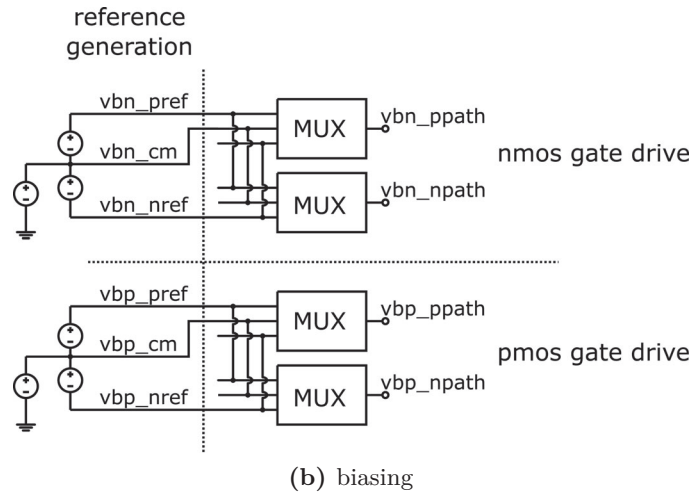 reference
generation
vbn_pref
MUX
vbn_ppath
vbn_cm
nmos gate drive
vbn_npath
MUX
vbn_nref
vbp_pref
MUX
vbp_ppath
vbp_cm
pmos gate drive
vbp_npath
MUX
vbp_nref
(b) biasing